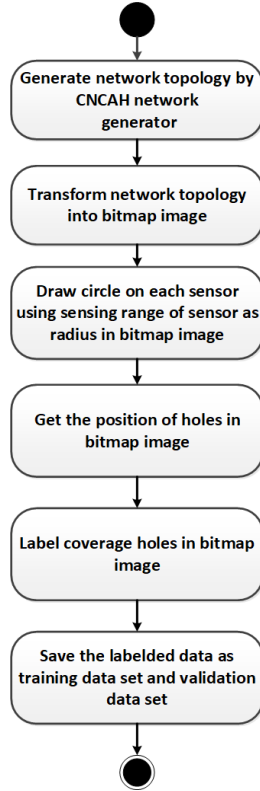 Generate network topology by
CNCAH network
generator
Transform network topology
into bitmap image
Draw circle on each sensor
using sensing range of sensor as
radius in bitmap image
Get the position of holes in
bitmap image
Label coverage holes in bitmap
image
Save the labelded data as
training data set and validation
data set